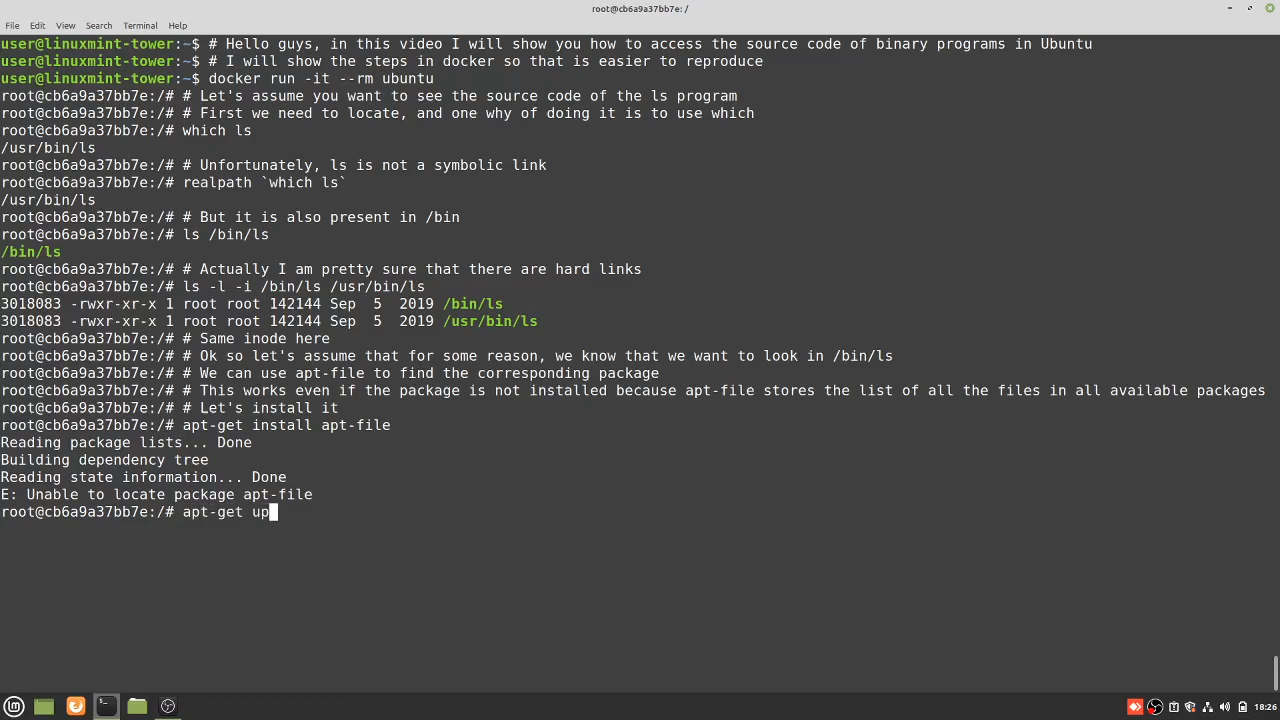 root@cb6a9a37bb7e: /
File Edit View Search Terminal Help
user@linuxmint-tower:~$ # Hello guys, in this video I will show you how to access the source code of binary programs in Ubuntu
user@linuxmint-tower:~$ # I will show the steps in docker so that is easier to reproduce
user@linuxmint-tower:~$ docker run -it --rm ubuntu
root@cb6a9a37bb7e:/# # Let's assume you want to see the source code of the ls program
root@cb6a9a37bb7e:/# # First we need to locate, and one why of doing it is to use which
root@cb6a9a37bb7e:/# which ls
/usr/bin/ls
root@cb6a9a37bb7e:/# # Unfortunately, ls is not a symbolic link
root@cb6a9a37bb7e:/# realpath `which ls`
/usr/bin/ls
root@cb6a9a37bb7e:/# # But it is also present in /bin
root@cb6a9a37bb7e:/# ls /bin/ls
/bin/ls
root@cb6a9a37bb7e:/# # Actually I am pretty sure that there are hard links
root@cb6a9a37bb7e:/# ls -l -i /bin/ls /usr/bin/ls
3018083 -rwxr-xr-x 1 root root 142144 Sep  5  2019 /bin/ls
3018083 -rwxr-xr-x 1 root root 142144 Sep  5  2019 /usr/bin/ls
root@cb6a9a37bb7e:/# # Same inode here
root@cb6a9a37bb7e:/# # Ok so let's assume that for some reason, we know that we want to look in /bin/ls
root@cb6a9a37bb7e:/# # We can use apt-file to find the corresponding package
root@cb6a9a37bb7e:/# # This works even if the package is not installed because apt-file stores the list of all the files in all available packages
root@cb6a9a37bb7e:/# # Let's install it
root@cb6a9a37bb7e:/# apt-get install apt-file
Reading package lists... Done
Building dependency tree
Reading state information... Done
E: Unable to locate package apt-file
root@cb6a9a37bb7e:/# apt-get up
18:26